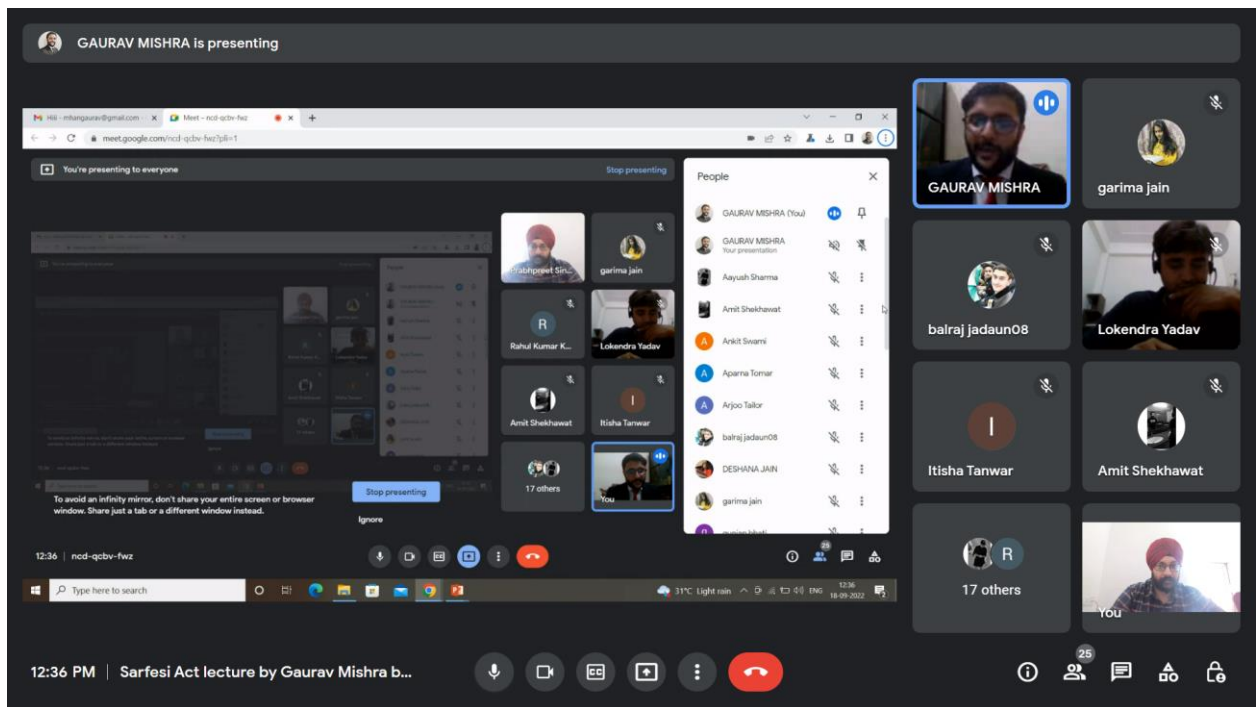 GAURAV MISHRA is presenting
Meet - ncd-qcbv-fwz
meet.google.com/ncd-qcbv-fwz?pli=1
You're presenting to everyone
Stop presenting
People
GAURAV MISHRA (You)
GAURAV MISHRA
Your presentation
Aayush Sharma
Amit Shekhawat
Ankit Swami
Aparna Tomar
Arjoo Tailor
balraj jadaun08
DESHANA JAIN
garima jain
garima jain
Rahul Kumar K...
Lokendra Yadav
Amit Shekhawat
Itisha Tanwar
17 others
You
To avoid an infinity mirror, don't share your entire screen or browser
window. Share just a tab or a different window instead.
Stop presenting
Ignore
12:36 | ncd-qcbv-fwz
25
Type here to search
31°C Light rain
ENG
12:36
18-09-2022
GAURAV MISHRA
garima jain
balraj jadaun08
Lokendra Yadav
I
Itisha Tanwar
Amit Shekhawat
R
17 others
You
12:36 PM | Sarfesi Act lecture by Gaurav Mishra b...
25